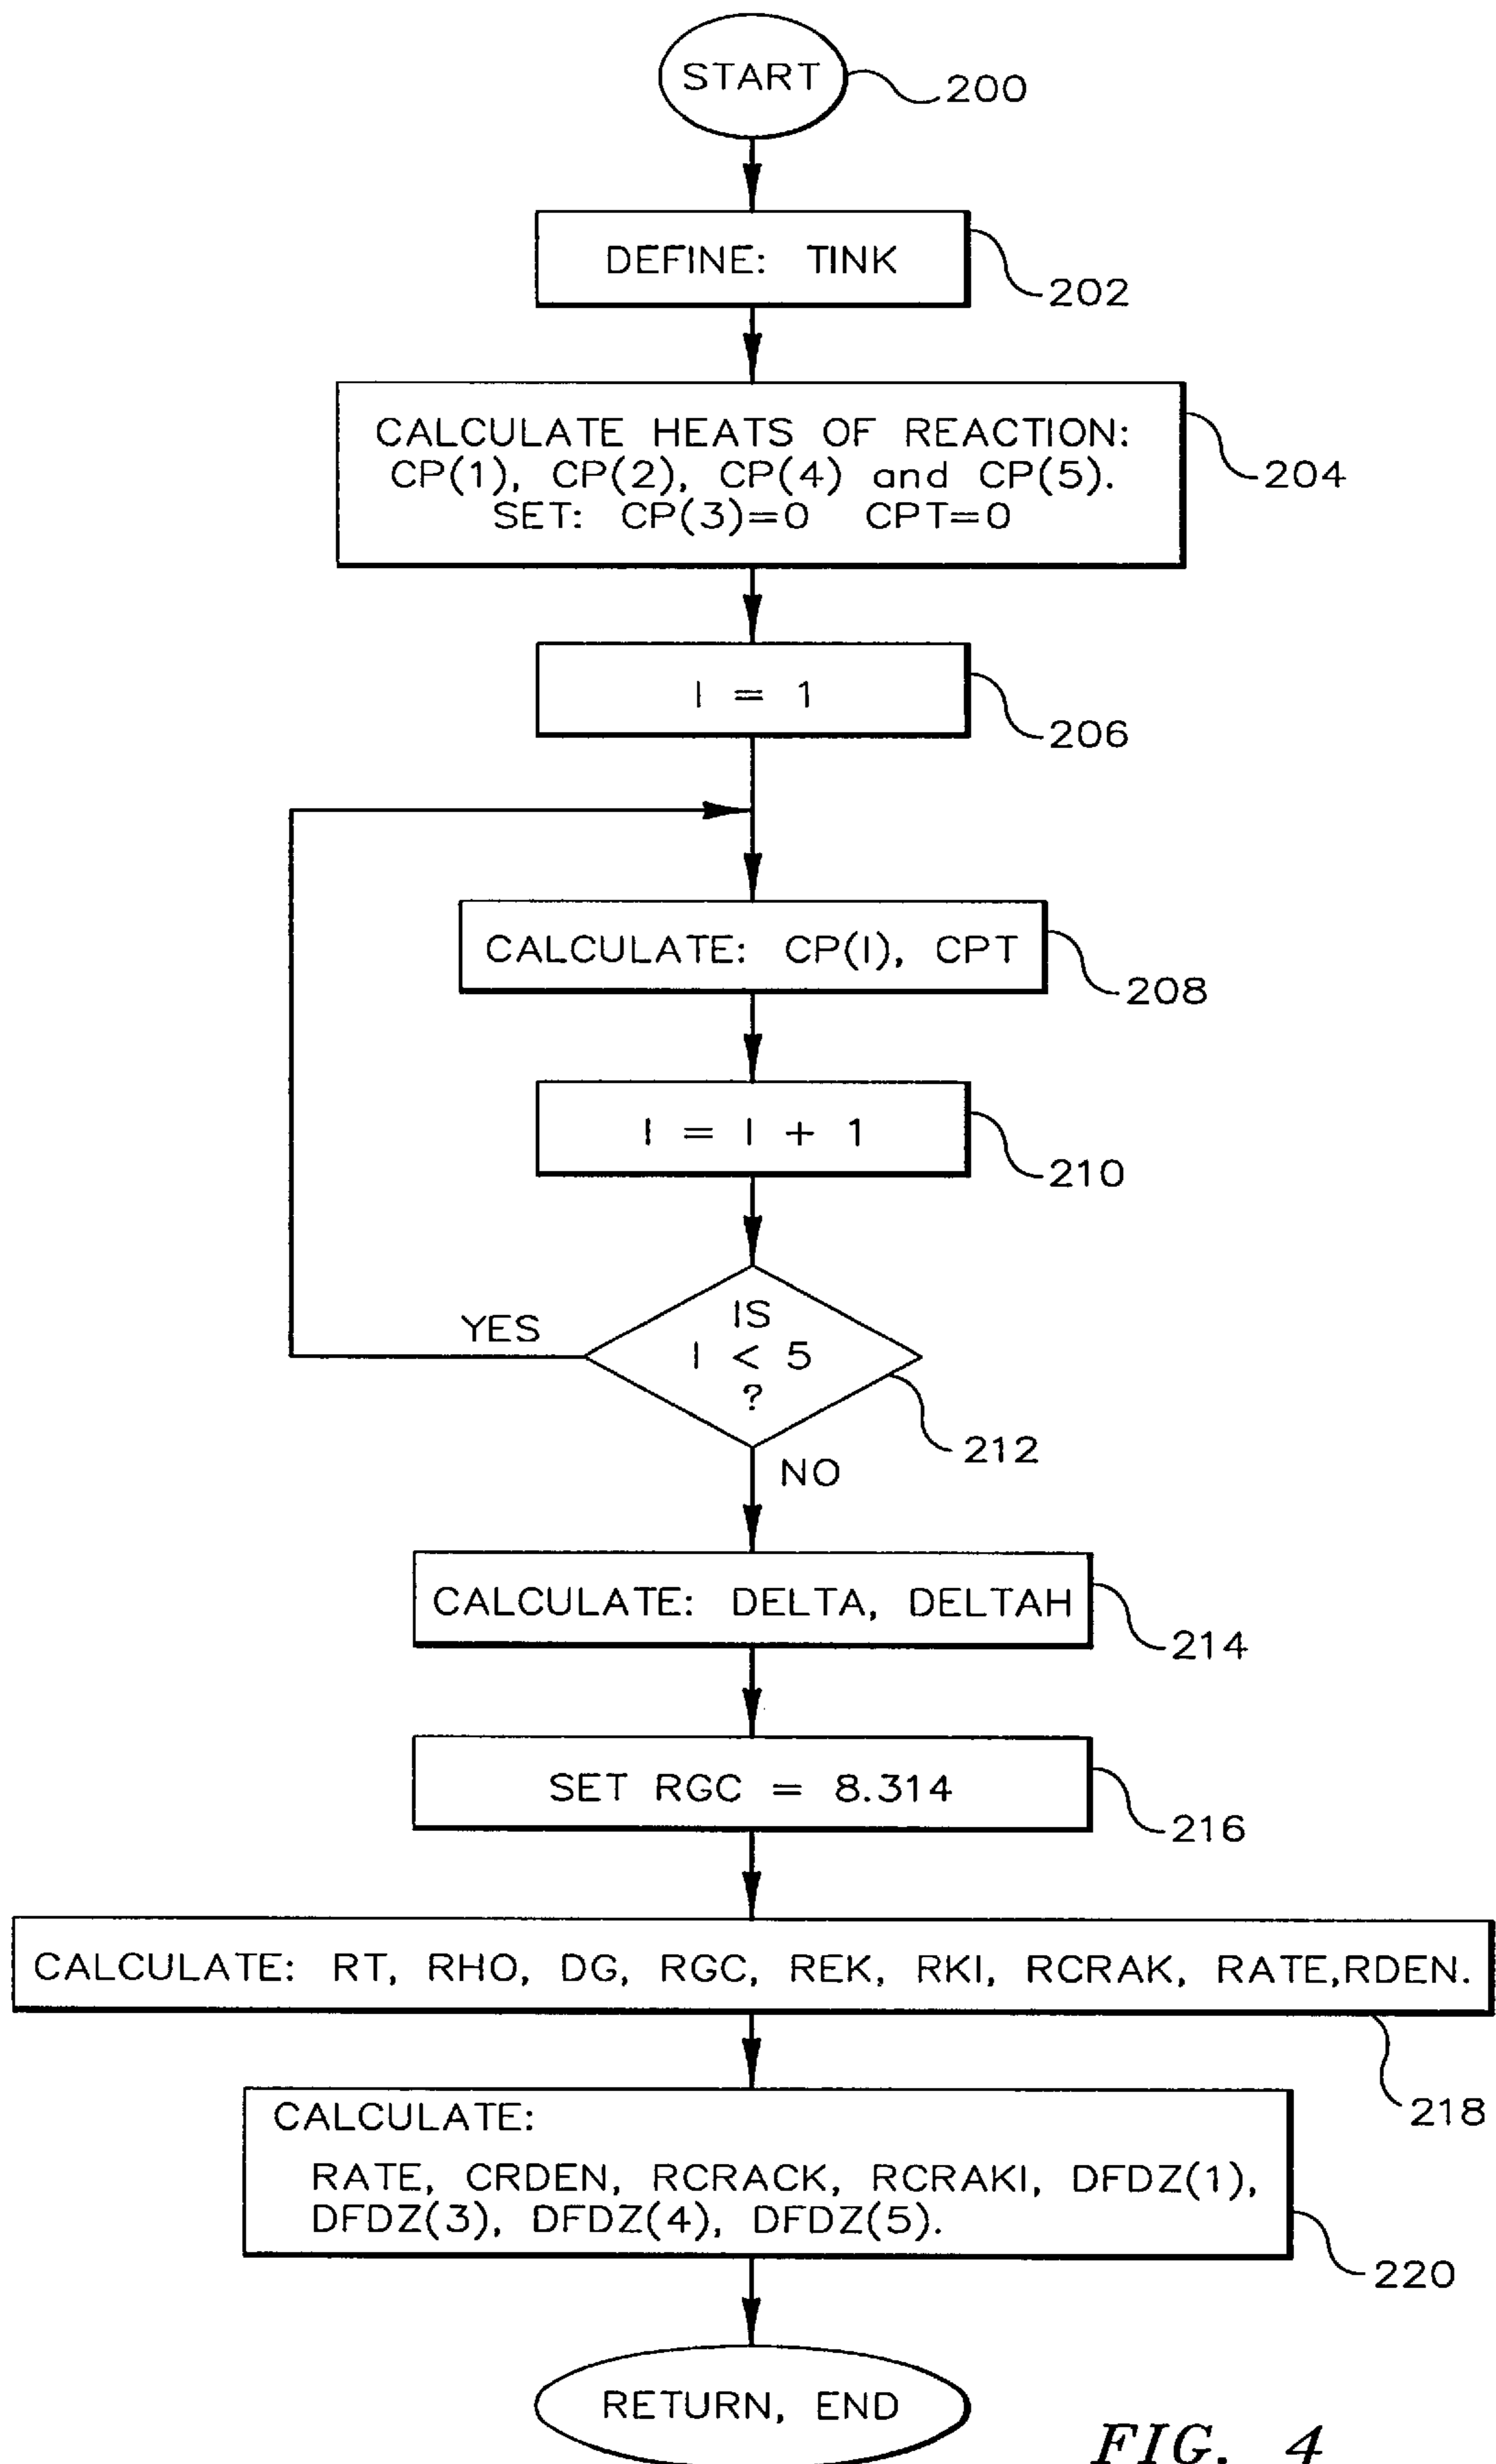 START
200
DEFINE: TINK
202
CALCULATE HEATS OF REACTION:
CP(1), CP(2), CP(4) and CP(5).
SET: CP(3)=0 CPT=0
204
I = 1
206
CALCULATE: CP(I), CPT
208
I = I + 1
210
IS
I < 5
?
YES
212
NO
CALCULATE: DELTA, DELTAH
214
SET RGC = 8.314
216
CALCULATE: RT, RHO, DG, RGC, REK, RKI, RCRAK, RATE,RDEN.
218
CALCULATE:
RATE, CRDEN, RCRACK, RCRAKI, DFDZ(1),
DFDZ(3), DFDZ(4), DFDZ(5).
220
RETURN, END
FIG. 4